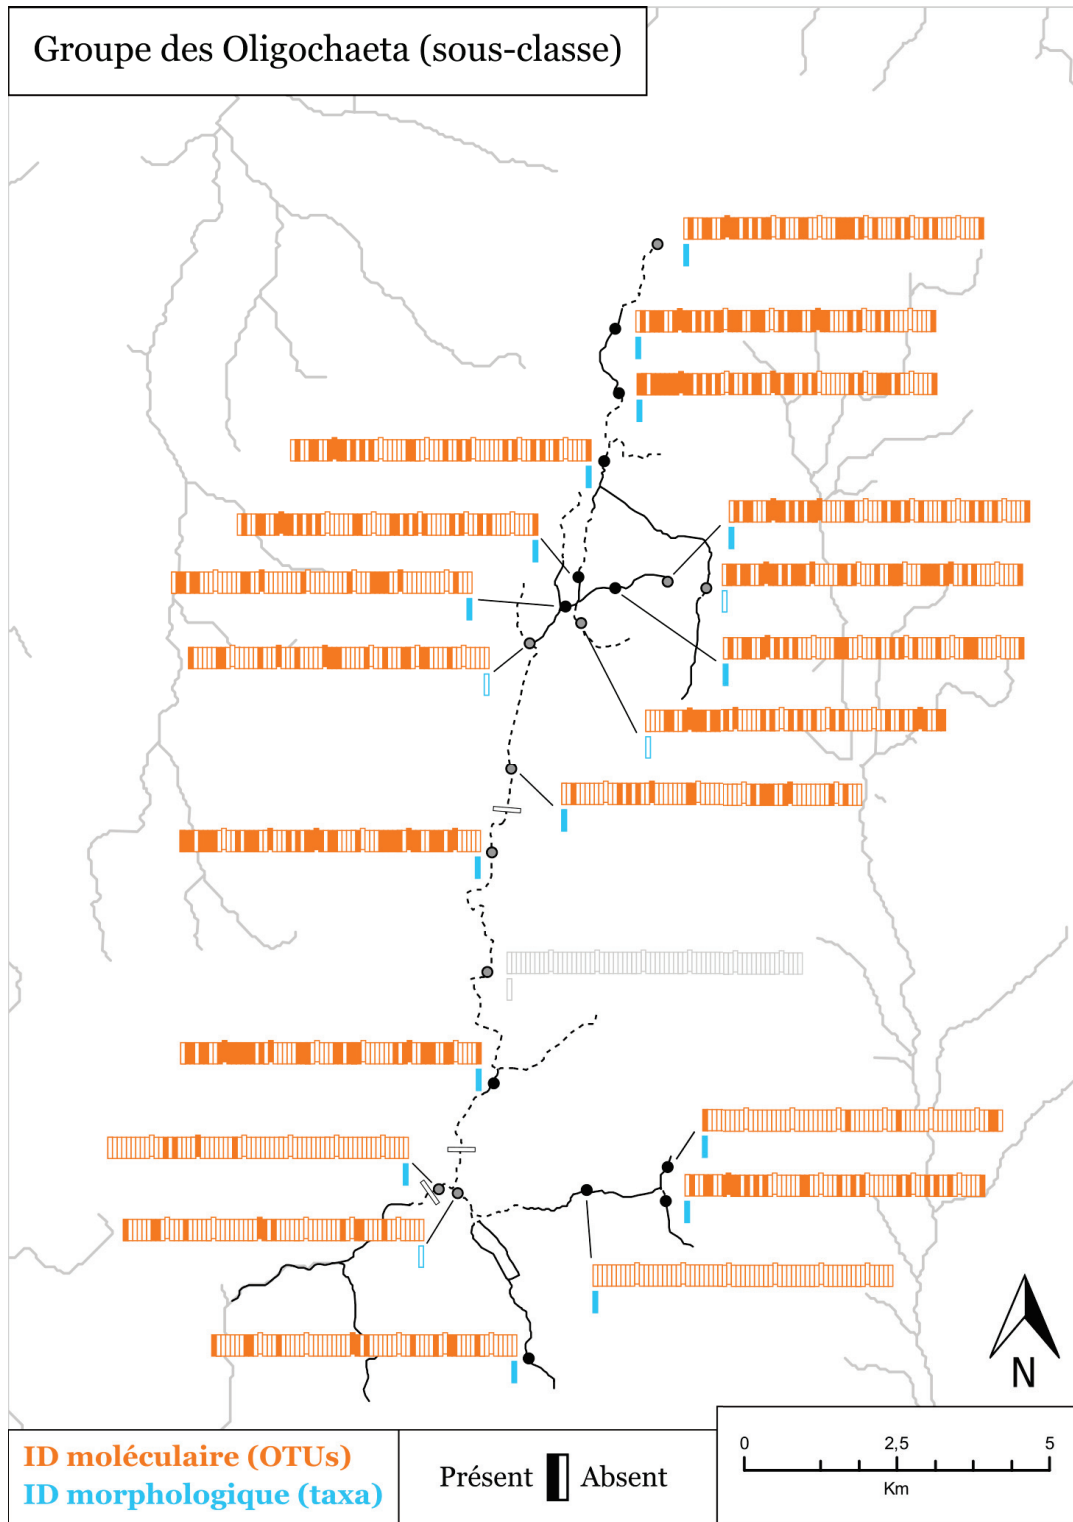 Groupe des Oligochaeta (sous-classe)
N
ID moléculaire (OTUs)
ID morphologique (taxa)
Présent Absent
0 2,5 5
Km